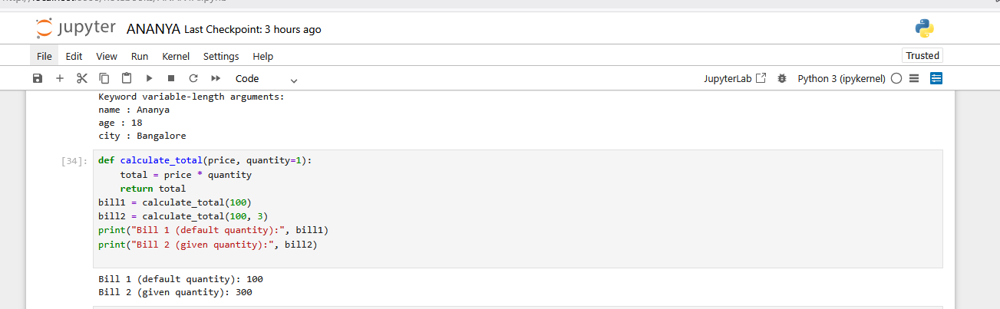 jupyter ANANYA Last Checkpoint: 3 hours ago
File Edit View Run Kernel Settings Help
Trusted
Code
JupyterLab Python 3 (ipykernel)
Keyword variable-length arguments:
name : Ananya
age : 18
city : Bangalore
[34]: def calculate_total(price, quantity=1):
    total = price * quantity
    return total
bill1 = calculate_total(100)
bill2 = calculate_total(100, 3)
print("Bill 1 (default quantity):", bill1)
print("Bill 2 (given quantity):", bill2)
Bill 1 (default quantity): 100
Bill 2 (given quantity): 300